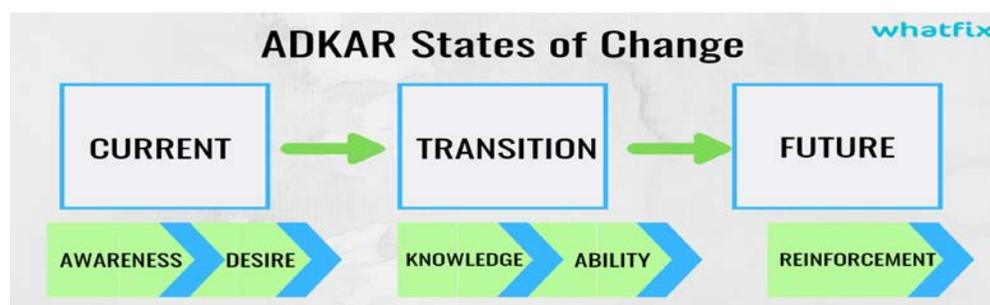 ADKAR States of Change
whatfix
CURRENT
TRANSITION
FUTURE
AWARENESS
DESIRE
KNOWLEDGE
ABILITY
REINFORCEMENT